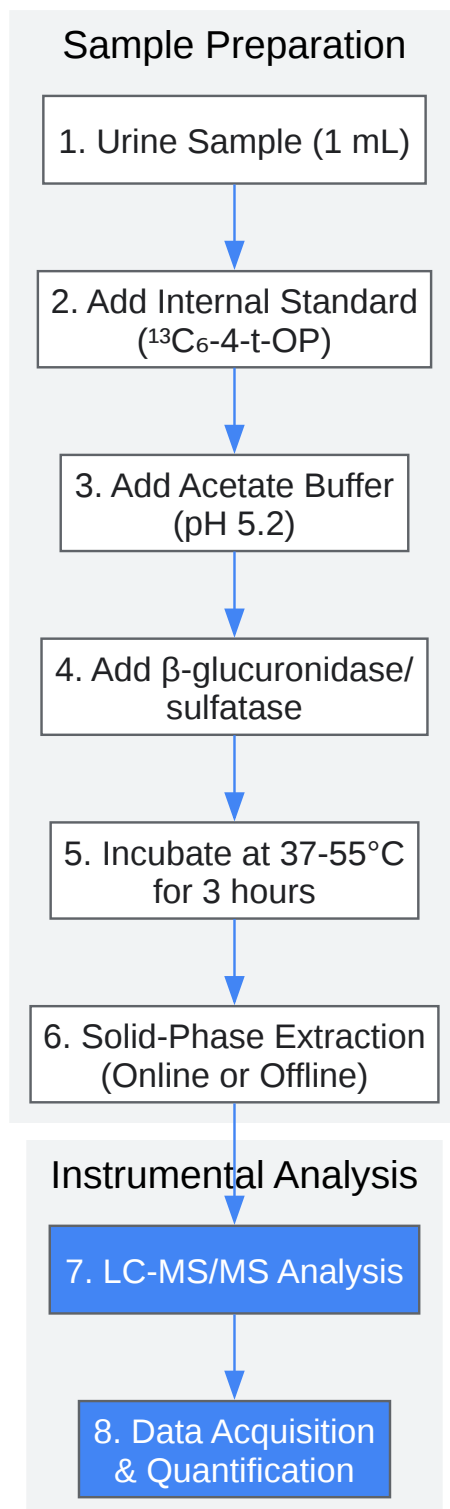 Sample Preparation
1. Urine Sample (1 mL)
2. Add Internal Standard
(¹³C₆-4-t-OP)
3. Add Acetate Buffer
(pH 5.2)
4. Add β-glucuronidase/
sulfatase
5. Incubate at 37-55°C
for 3 hours
6. Solid-Phase Extraction
(Online or Offline)
Instrumental Analysis
7. LC-MS/MS Analysis
8. Data Acquisition
& Quantification